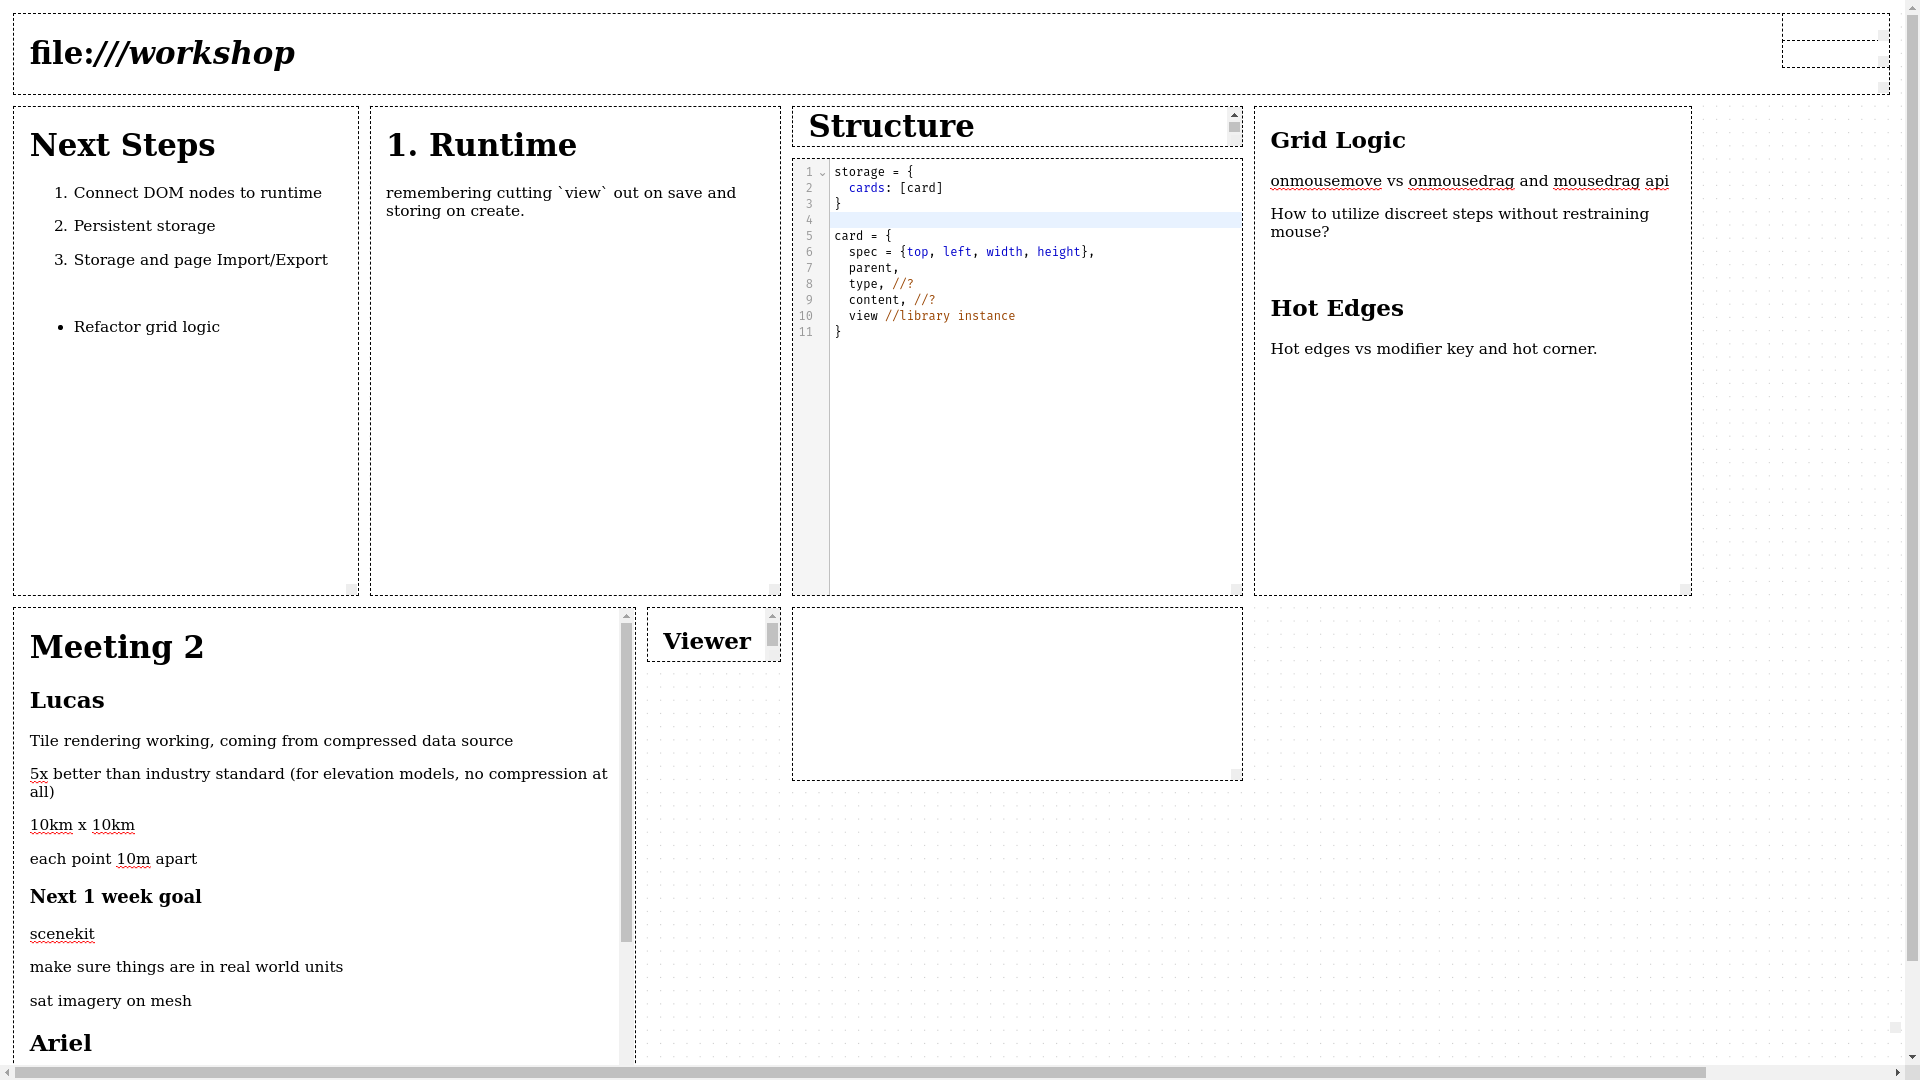 file:///workshop
Next Steps
1. Connect DOM nodes to runtime
2. Persistent storage
3. Storage and page Import/Export
• Refactor grid logic
1. Runtime
remembering cutting `view` out on save and
storing on create.
Structure
1 storage = {
2   cards: [card]
3 }
4
5 card = {
6   spec = {top, left, width, height},
7   parent,
8   type, //?
9   content, //?
10   view //library instance
11 }
Grid Logic
onmousemove vs onmousedrag and mousedrag api
How to utilize discreet steps without restraining
mouse?
Hot Edges
Hot edges vs modifier key and hot corner.
Meeting 2
Lucas
Tile rendering working, coming from compressed data source
5x better than industry standard (for elevation models, no compression at
all)
10km x 10km
each point 10m apart
Next 1 week goal
scenekit
make sure things are in real world units
sat imagery on mesh
Ariel
Viewer